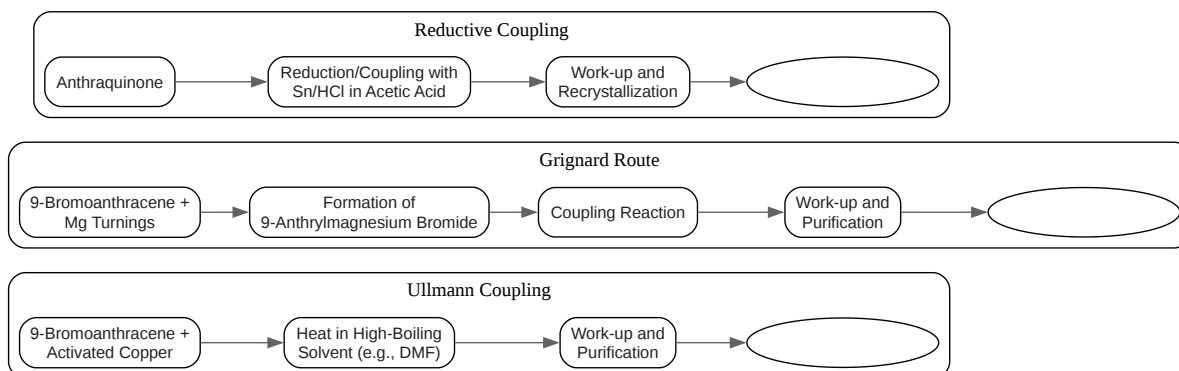 Reductive Coupling
Anthraquinone
Reduction/Coupling with
Sn/HCl in Acetic Acid
Work-up and
Recrystallization
Grignard Route
9-Bromoanthracene +
Mg Turnings
Formation of
9-Anthrylmagnesium Bromide
Coupling Reaction
Work-up and
Purification
Ullmann Coupling
9-Bromoanthracene +
Activated Copper
Heat in High-Boiling
Solvent (e.g., DMF)
Work-up and
Purification